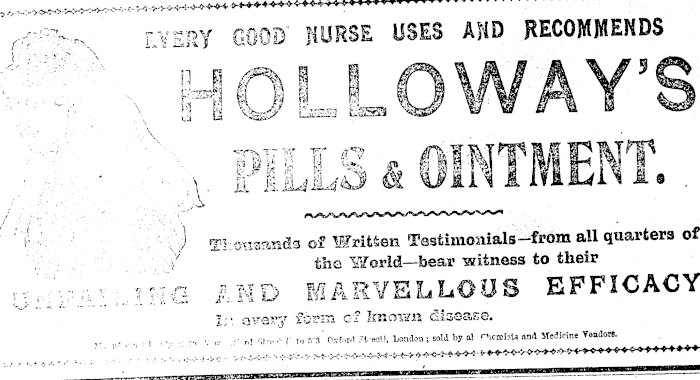 EVERY GOOD NURSE USES AND RECOMMENDS
HOLLOWAY'S
PILLS & OINTMENT.
Thousands of Written Testimonials—from all quarters of
the World—bear witness to their
UNFAILING AND MARVELLOUS EFFICACY
In every form of known disease.
Oxford Street), London; sold by all Chemists and Medicine Vendors.